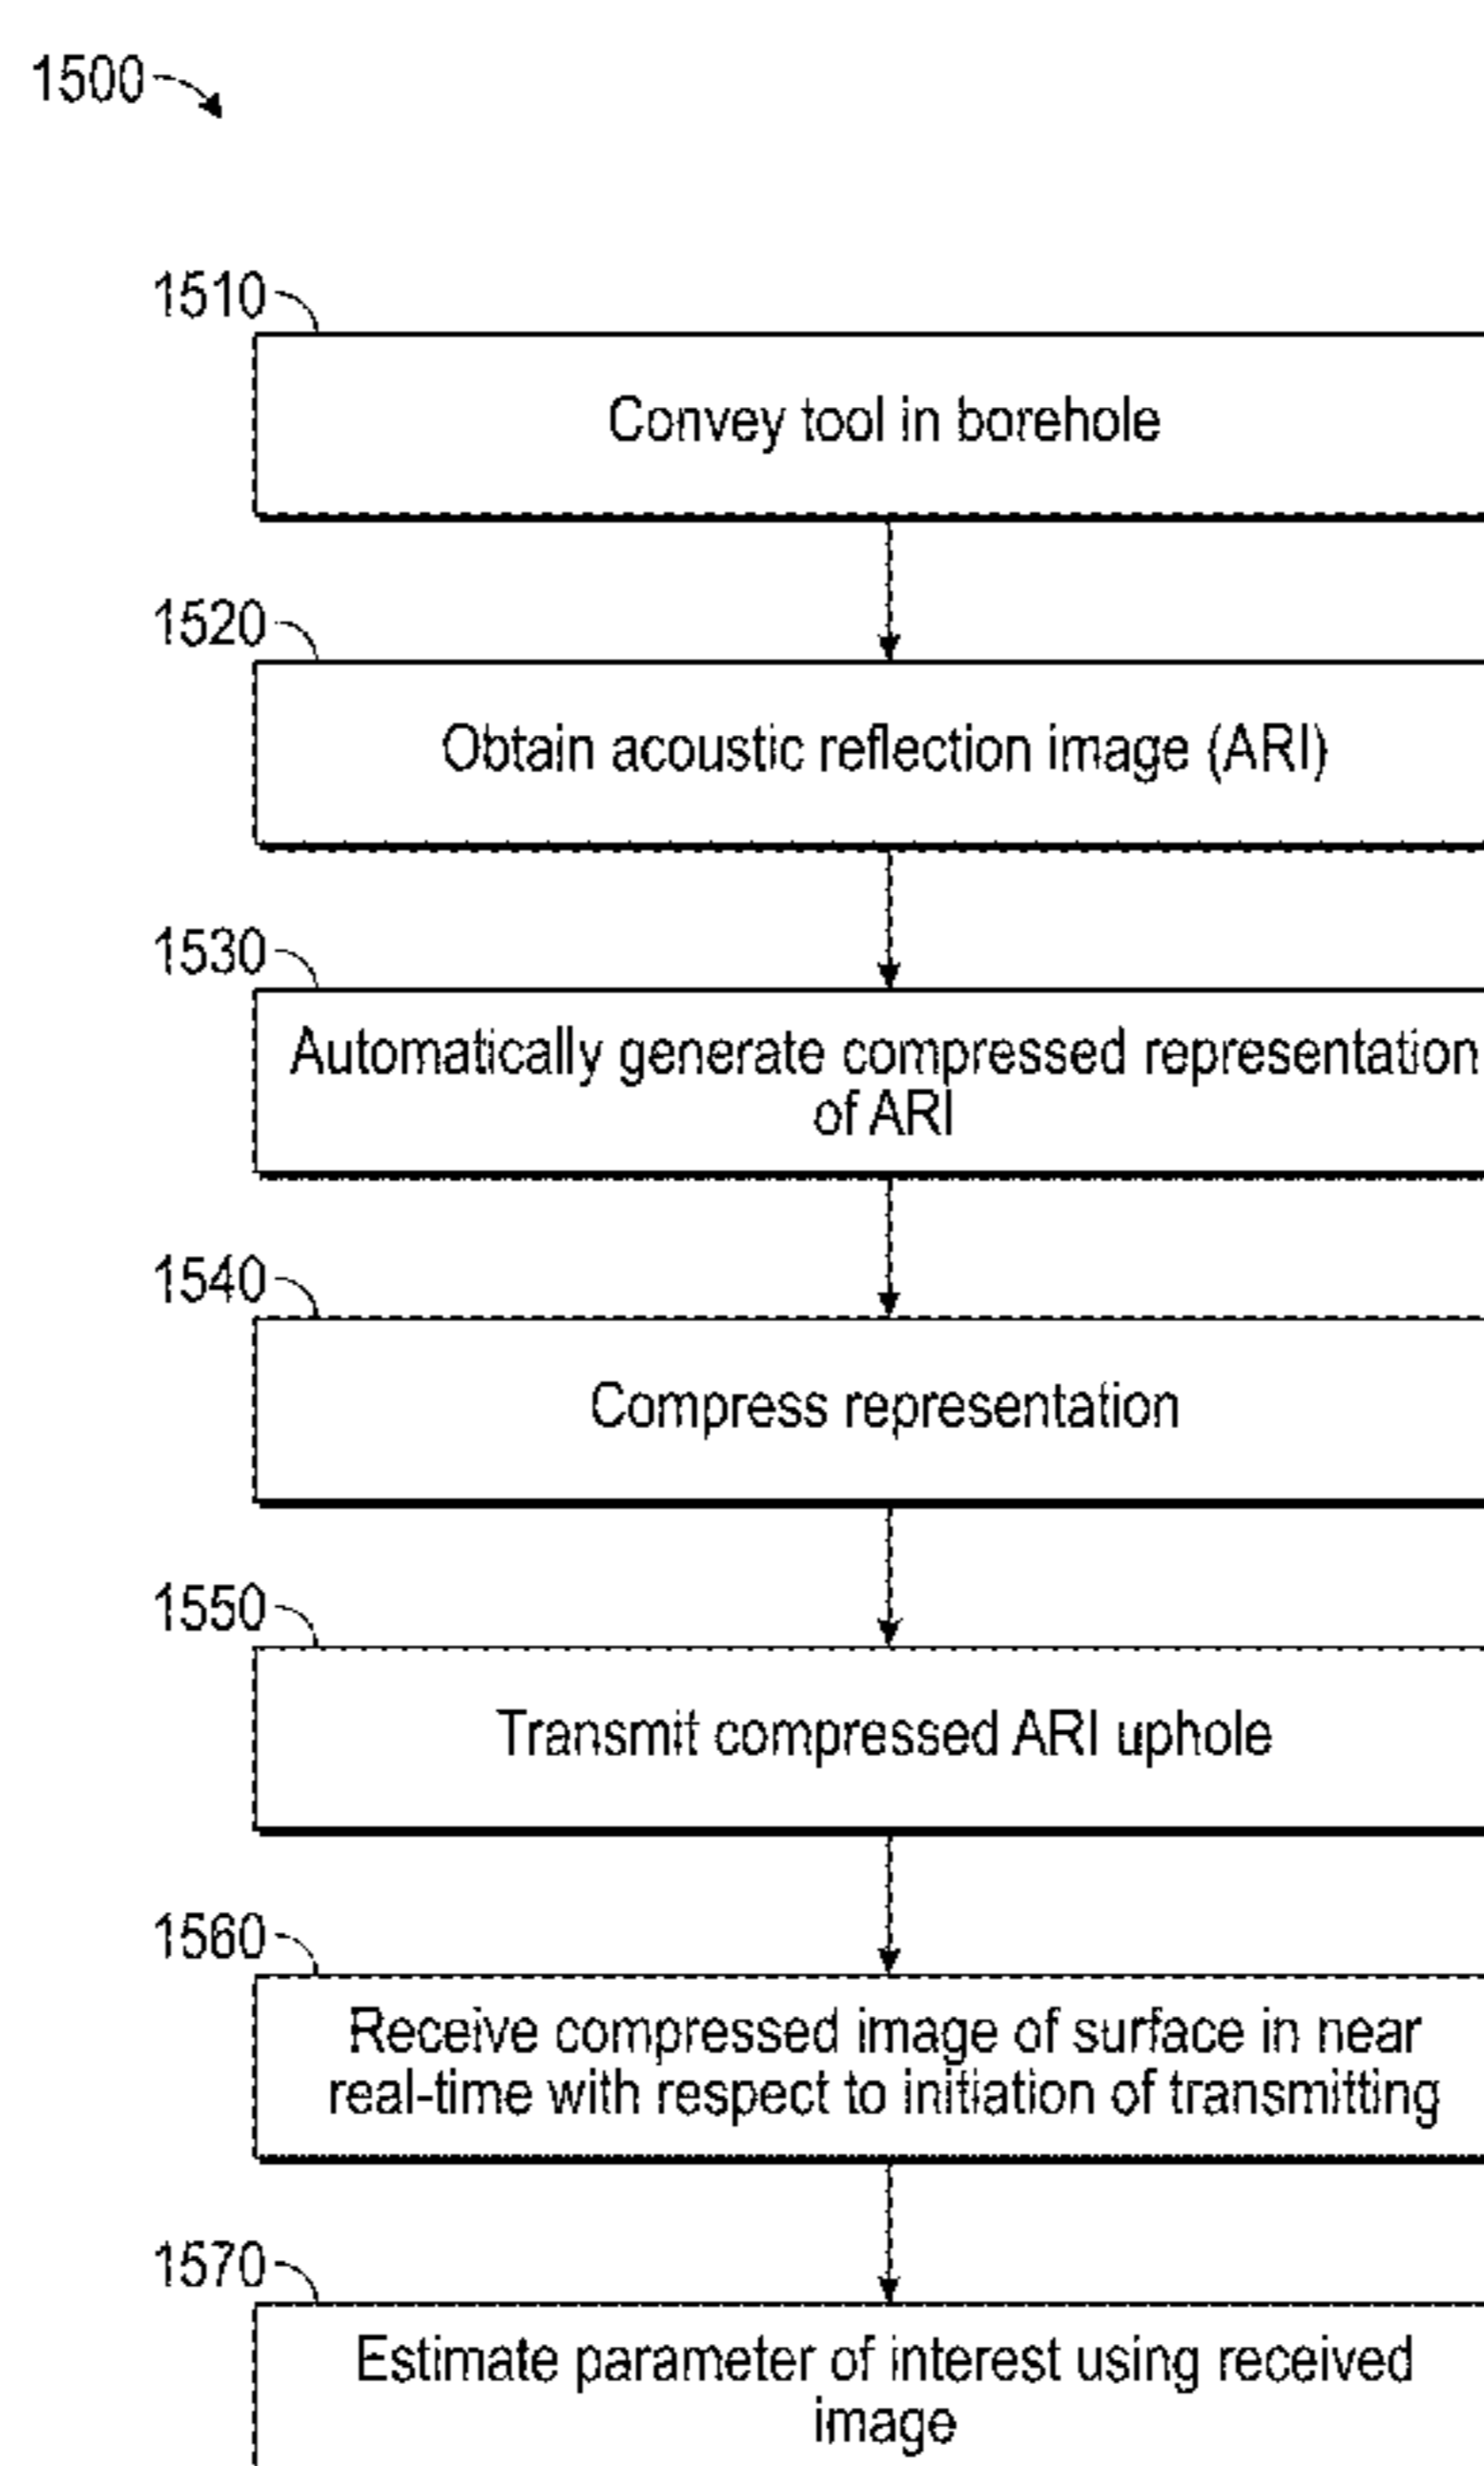 1500
1510
Convey tool in borehole
1520
Obtain acoustic reflection image (ARI)
1530
Automatically generate compressed representation
of ARI
1540
Compress representation
1550
Transmit compressed ARI uphole
1560
Receive compressed image of surface in near
real-time with respect to initiation of transmitting
1570
Estimate parameter of interest using received
image